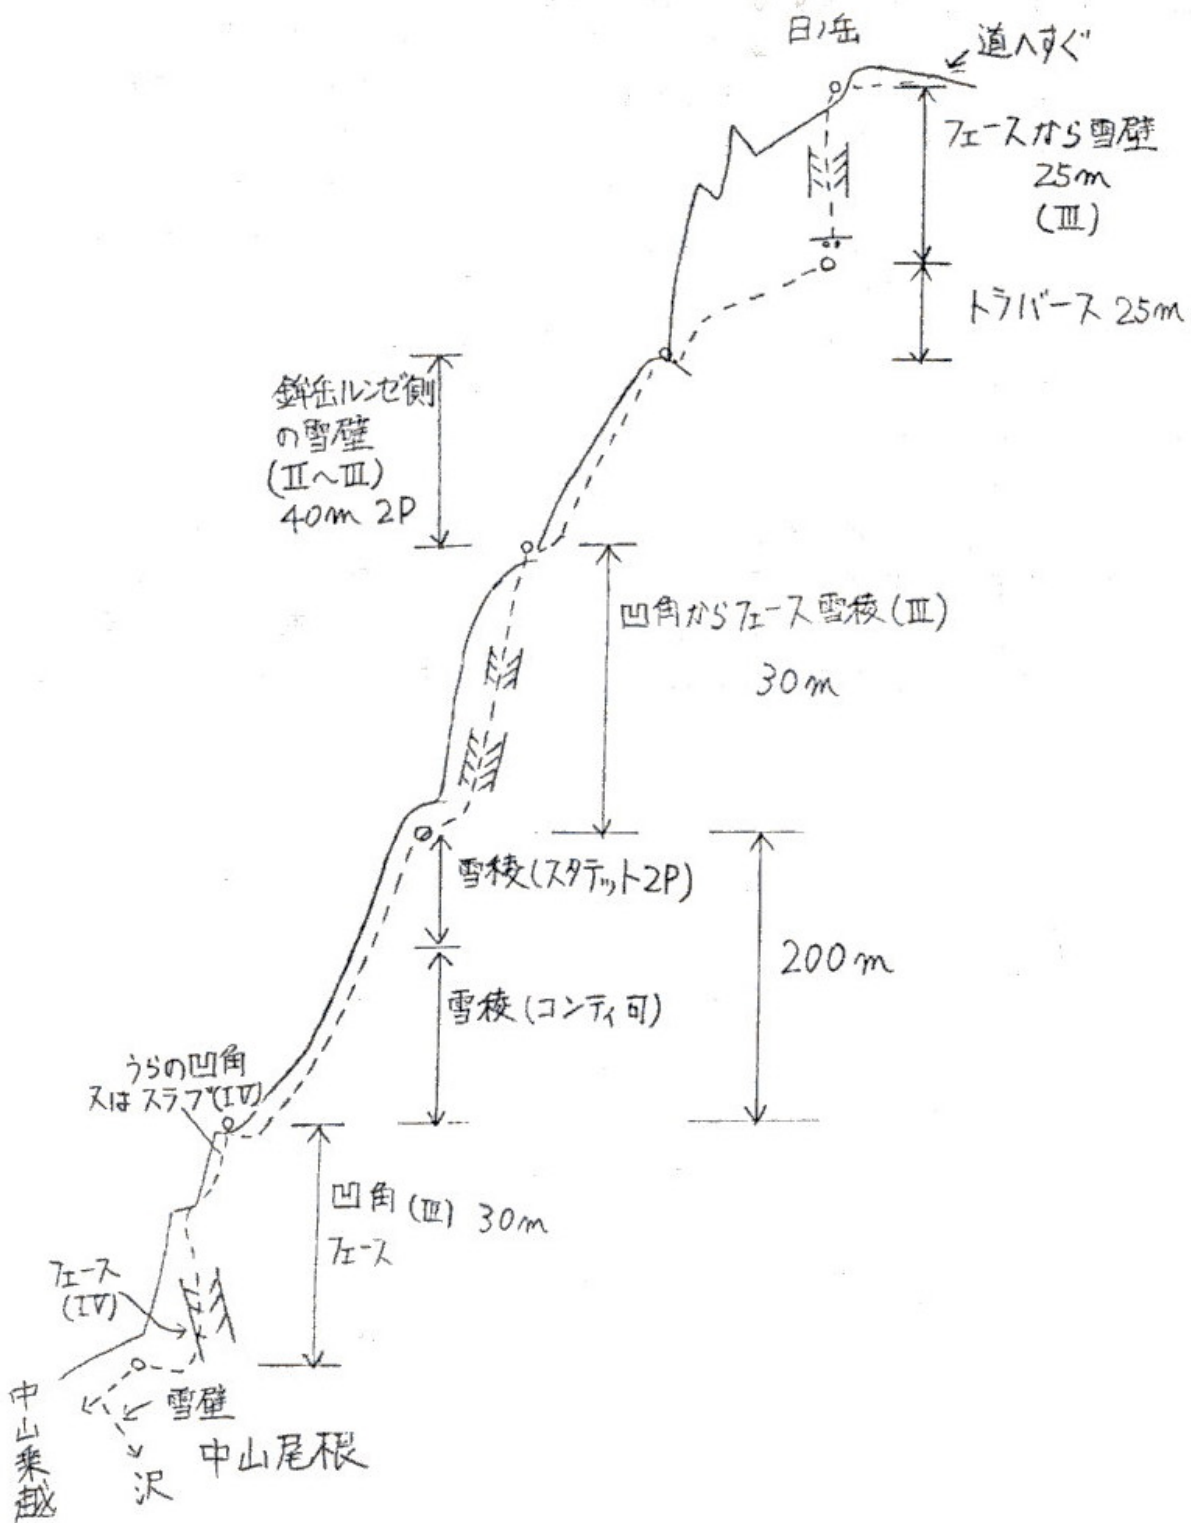 日ノ岳
道へすぐ
フェースから雪壁
25m
(Ⅲ)
トラバース 25m
鉾岳ルンゼ側
の雪壁
(Ⅱ〜Ⅲ)
40m 2P
凹角からフェース雪稜(Ⅲ)
30m
雪稜(スタテット2P)
200m
雪稜(コンティ可)
うらの凹角
又はスラブ(Ⅳ)
凹角(Ⅲ) 30m
フェース
フェース
(Ⅳ)
雪壁
中山尾根
沢
中山乗越